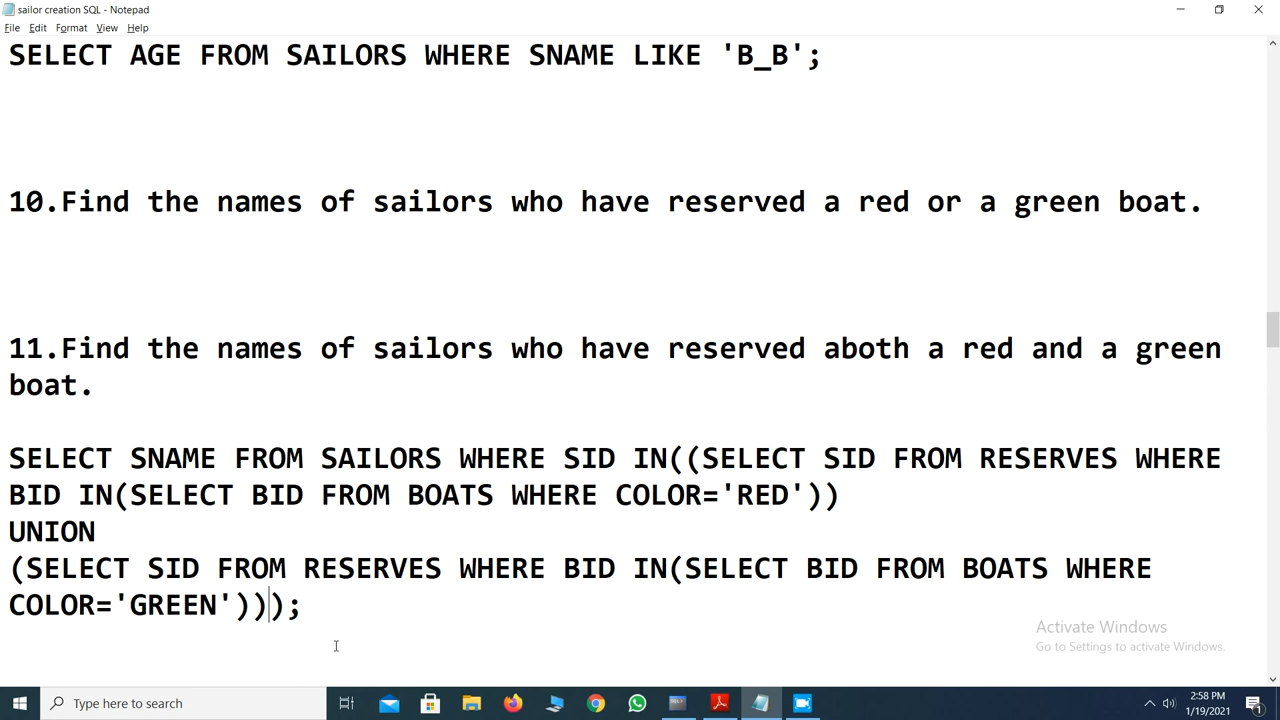 sailor creation SQL - Notepad
File Edit Format View Help
SELECT AGE FROM SAILORS WHERE SNAME LIKE 'B_B';
10.Find the names of sailors who have reserved a red or a green boat.
11.Find the names of sailors who have reserved aboth a red and a green
boat.
SELECT SNAME FROM SAILORS WHERE SID IN((SELECT SID FROM RESERVES WHERE
BID IN(SELECT BID FROM BOATS WHERE COLOR='RED'))
UNION
(SELECT SID FROM RESERVES WHERE BID IN(SELECT BID FROM BOATS WHERE
COLOR='GREEN')));
Activate Windows
Go to Settings to activate Windows.
Type here to search
2:58 PM
1/19/2021
1